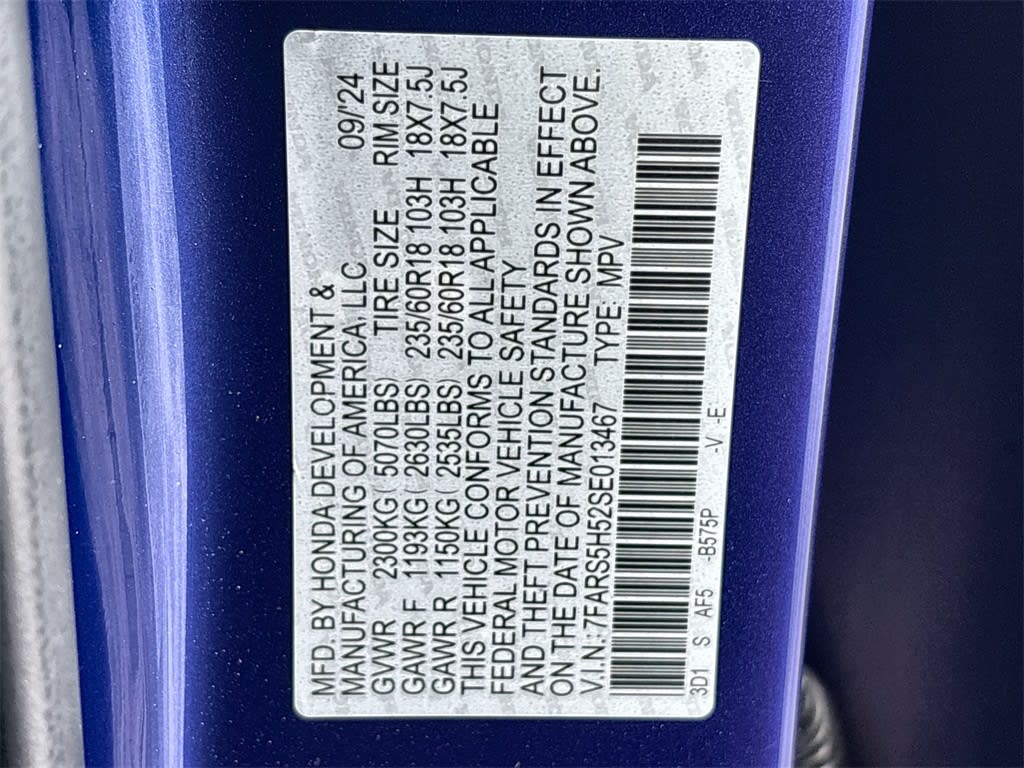 MFD. BY HONDA DEVELOPMENT &
MANUFACTURING OF AMERICA, LLC 09/'24
GVWR 2300KG( 5070LBS) TIRE SIZE RIM SIZE
GAWR F 1193KG( 2630LBS) 235/60R18 103H 18X7.5J
GAWR R 1150KG( 2535LBS) 235/60R18 103H 18X7.5J
THIS VEHICLE CONFORMS TO ALL APPLICABLE
FEDERAL MOTOR VEHICLE SAFETY
AND THEFT PREVENTION STANDARDS IN EFFECT
ON THE DATE OF MANUFACTURE SHOWN ABOVE.
V.I.N.: 7FARS5H52SE013467 TYPE: MPV
3D1 S AF5 -B575P -V -E